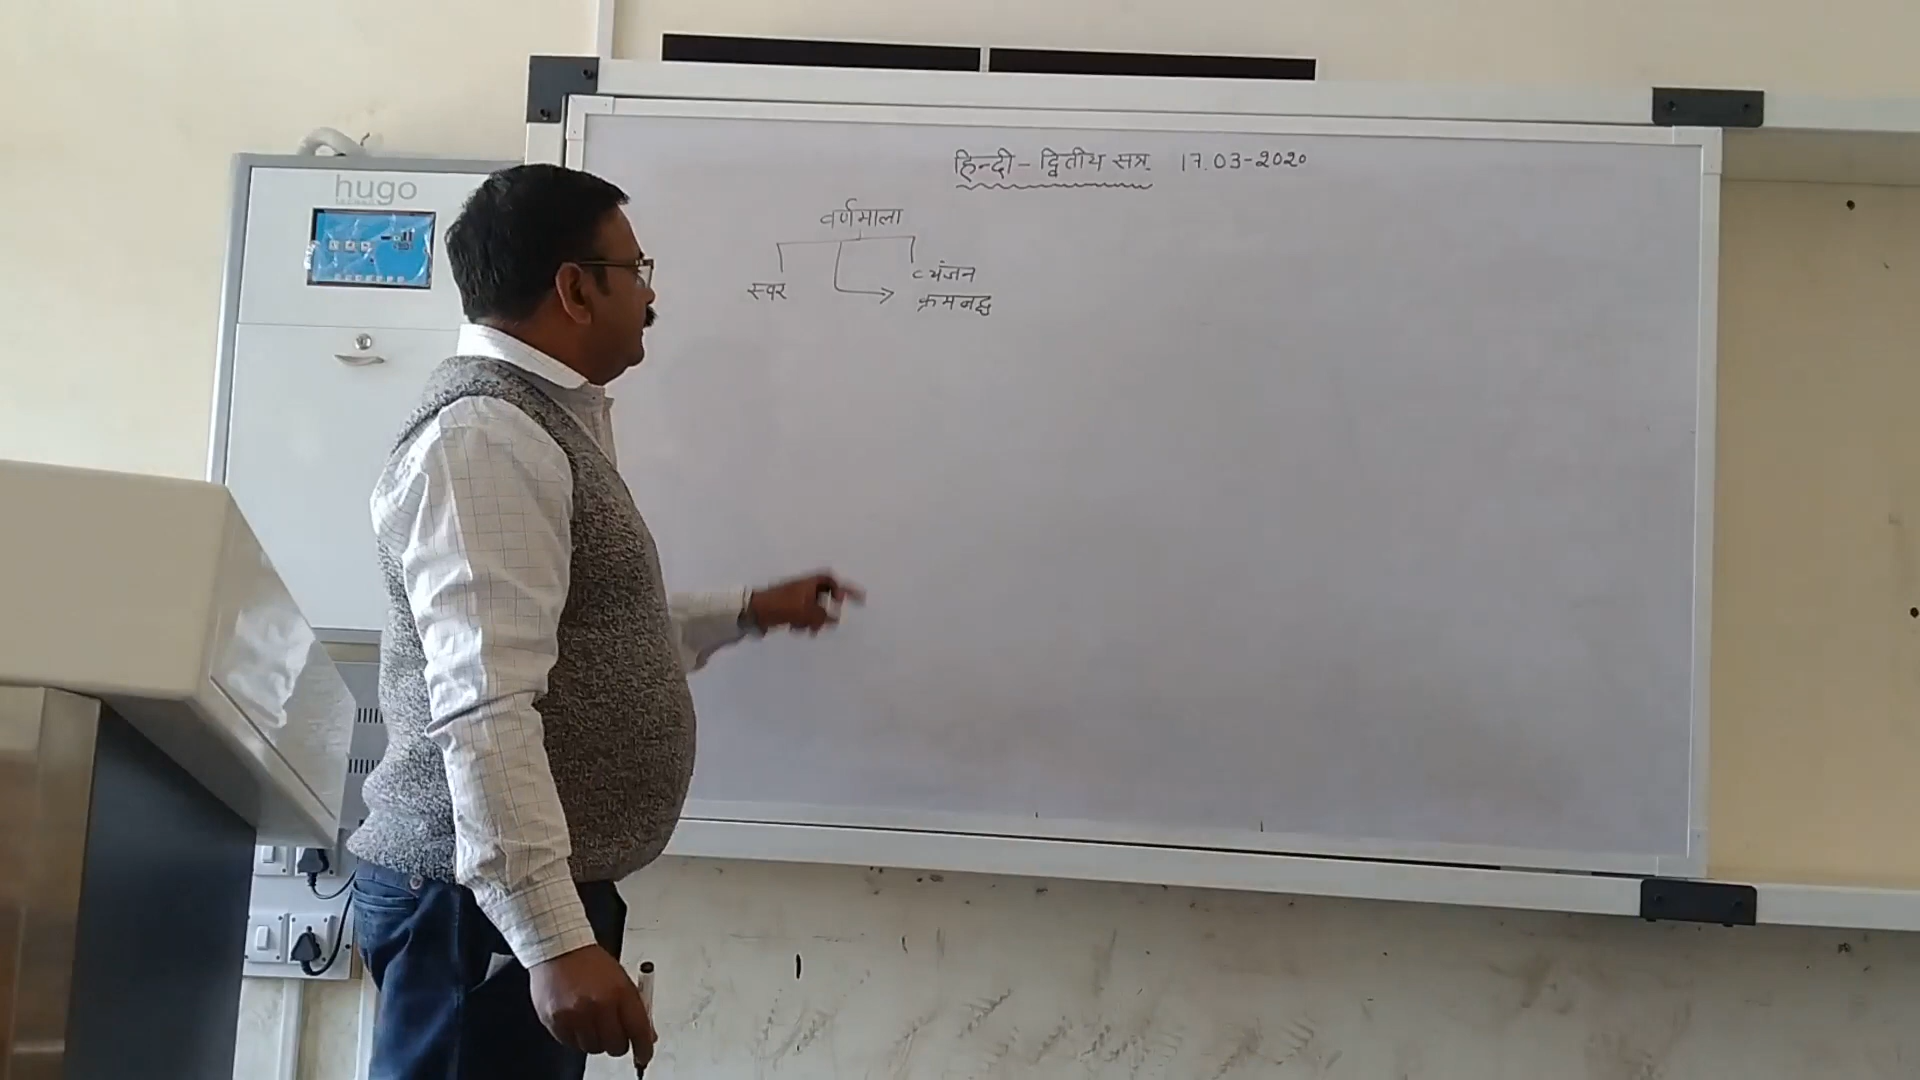 हिन्दी - द्वितीय सत्र 17.03-2020
वर्णमाला
स्वर
व्यंजन
क्रमबद्ध
hugo